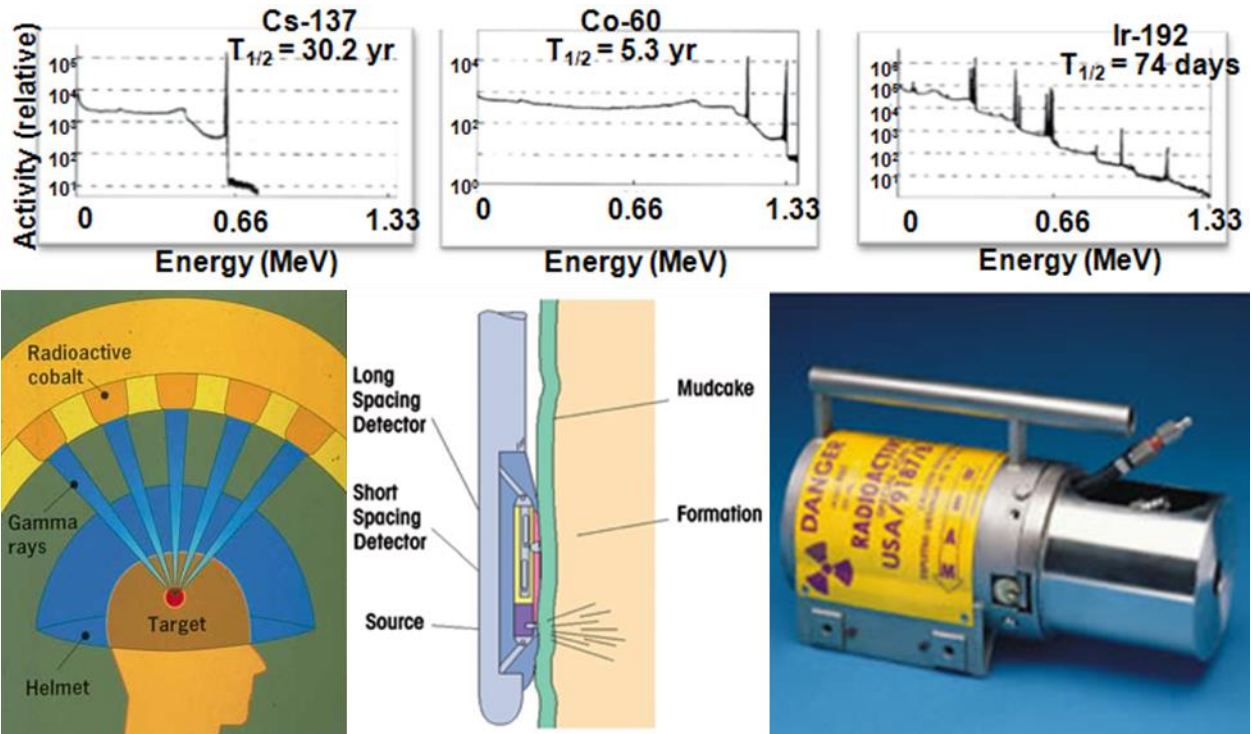 Cs-137
T1/2 = 30.2 yr
Activity (relative)
10⁵
10⁴
10³
10²
10¹
0 0.66 1.33
Energy (MeV)
Co-60
T1/2 = 5.3 yr
10⁴
10²
10⁰
0 0.66 1.33
Energy (MeV)
Ir-192
T1/2 = 74 days
10⁶
10⁵
10⁴
10³
10²
10¹
0 0.66 1.33
Energy (MeV)
Radioactive
cobalt
Gamma
rays
Target
Helmet
Long
Spacing
Detector
Short
Spacing
Detector
Source
Mudcake
Formation
DANGER
RADIOACTIVE
USA/9187/B